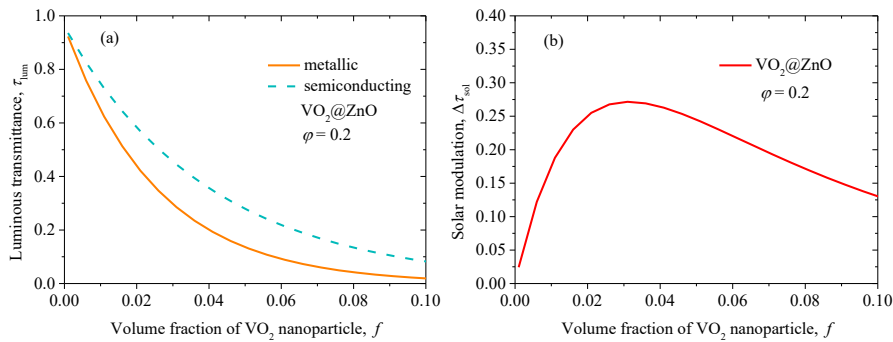 (a)
metallic
semiconducting
VO₂@ZnO
φ = 0.2
Luminous transmittance, τlum
1.0
0.8
0.6
0.4
0.2
0.0
0.00 0.02 0.04 0.06 0.08 0.10
Volume fraction of VO₂ nanoparticle, f
(b)
VO₂@ZnO
φ = 0.2
Solar modulation, Δτsol
0.40
0.35
0.30
0.25
0.20
0.15
0.10
0.05
0.00
0.00 0.02 0.04 0.06 0.08 0.10
Volume fraction of VO₂ nanoparticle, f